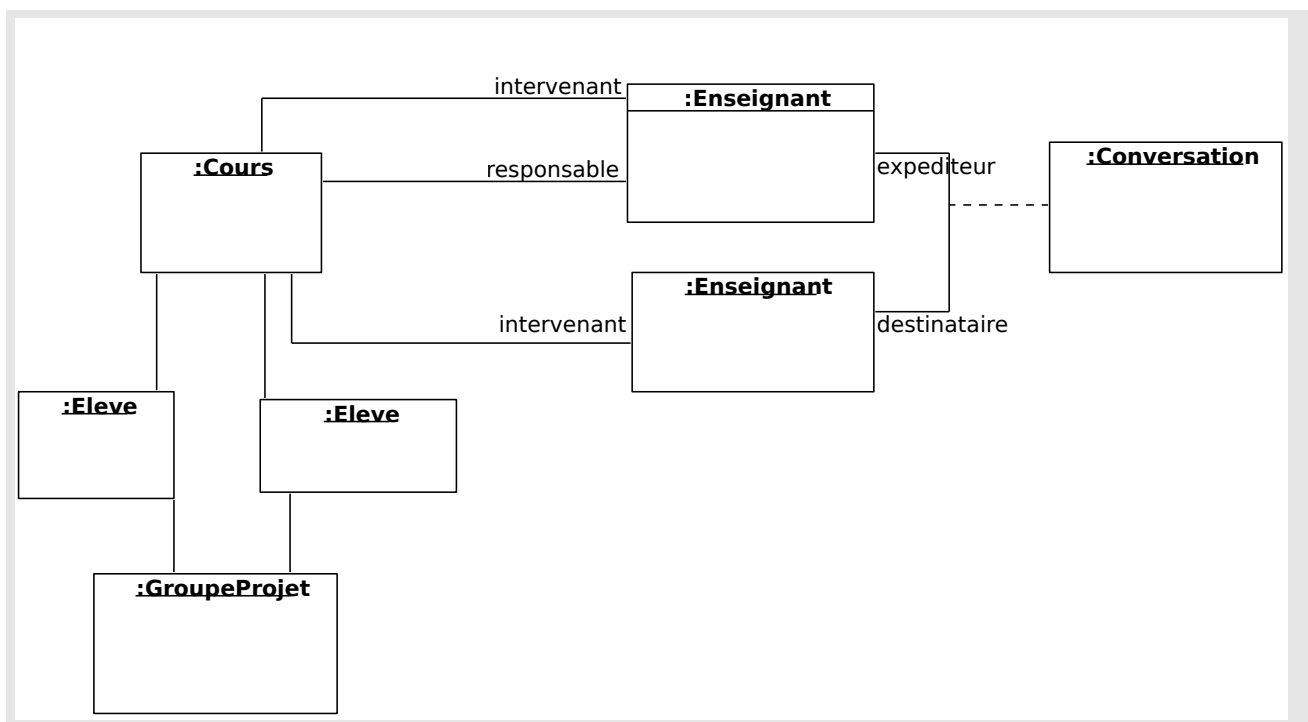 intervenant
:Enseignant
:Cours
responsable
expediteur
:Conversation
:Enseignant
intervenant
destinataire
:Eleve
:Eleve
:GroupeProjet